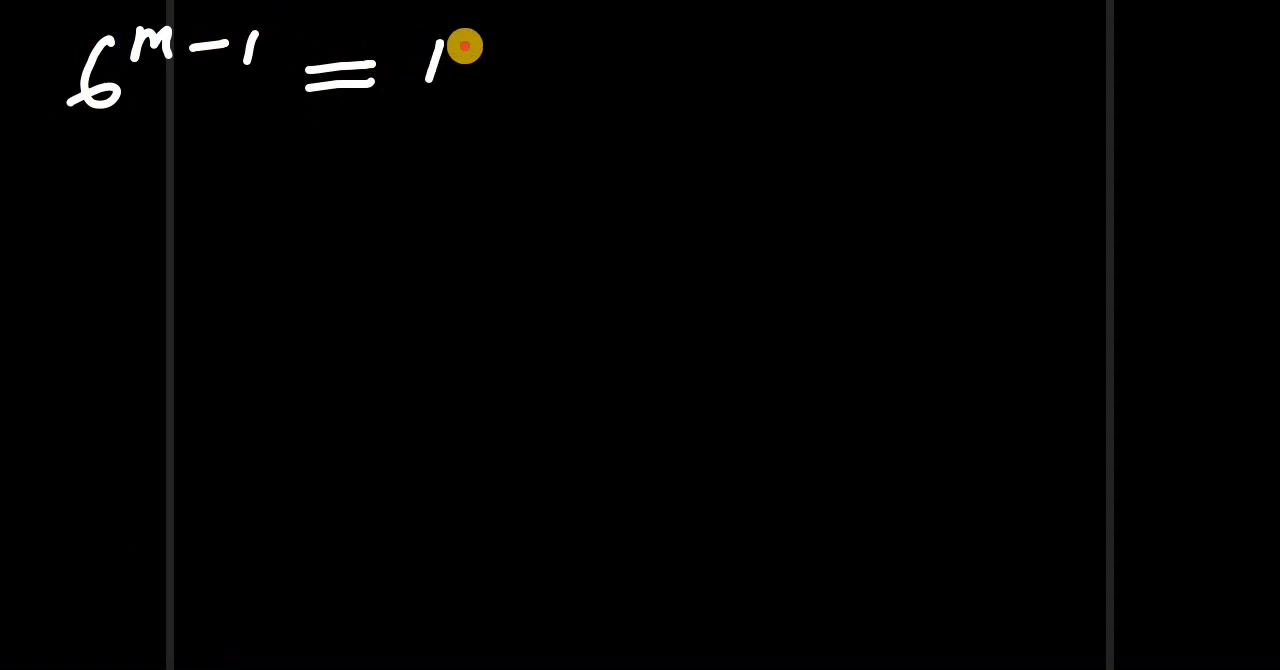 6^{m-1} = 1